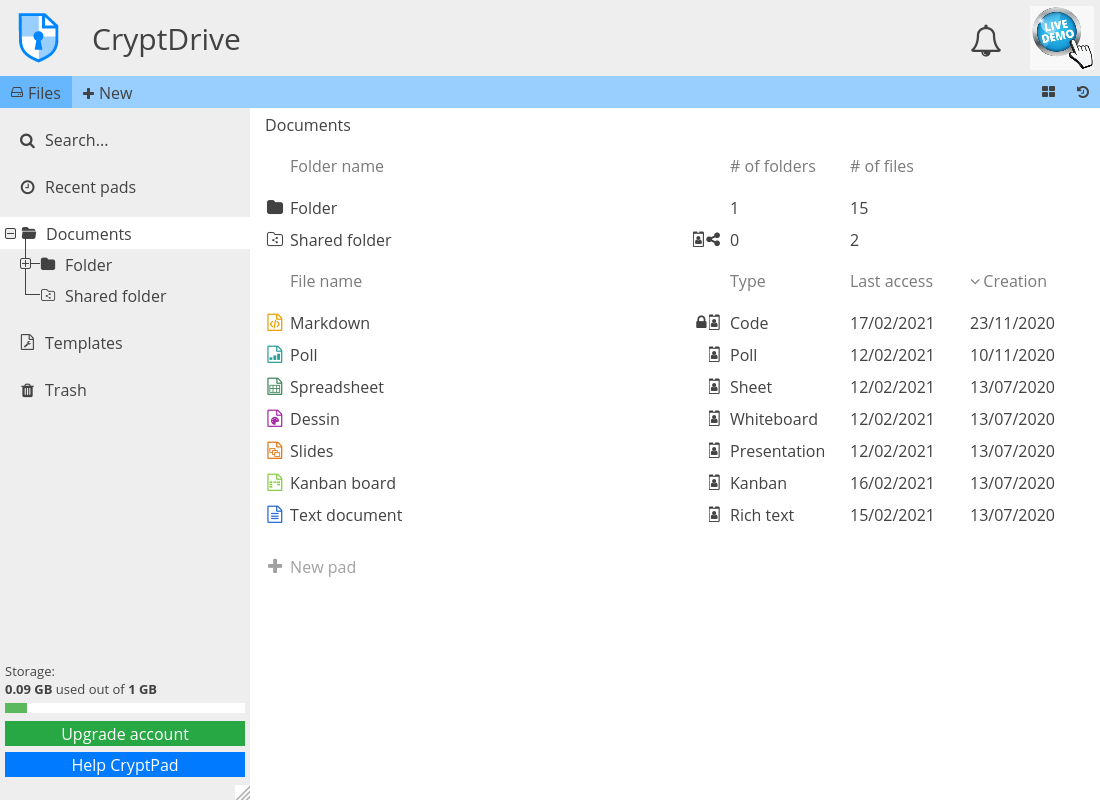 CryptDrive
LIVE DEMO
Files
New
Search...
Recent pads
Documents
Folder
Shared folder
Templates
Trash
Storage:
0.09 GB used out of 1 GB
Upgrade account
Help CryptPad
Documents
Folder name # of folders # of files
Folder 1 15
Shared folder 0 2
File name Type Last access Creation
Markdown Code 17/02/2021 23/11/2020
Poll Poll 12/02/2021 10/11/2020
Spreadsheet Sheet 12/02/2021 13/07/2020
Dessin Whiteboard 12/02/2021 13/07/2020
Slides Presentation 12/02/2021 13/07/2020
Kanban board Kanban 16/02/2021 13/07/2020
Text document Rich text 15/02/2021 13/07/2020
New pad